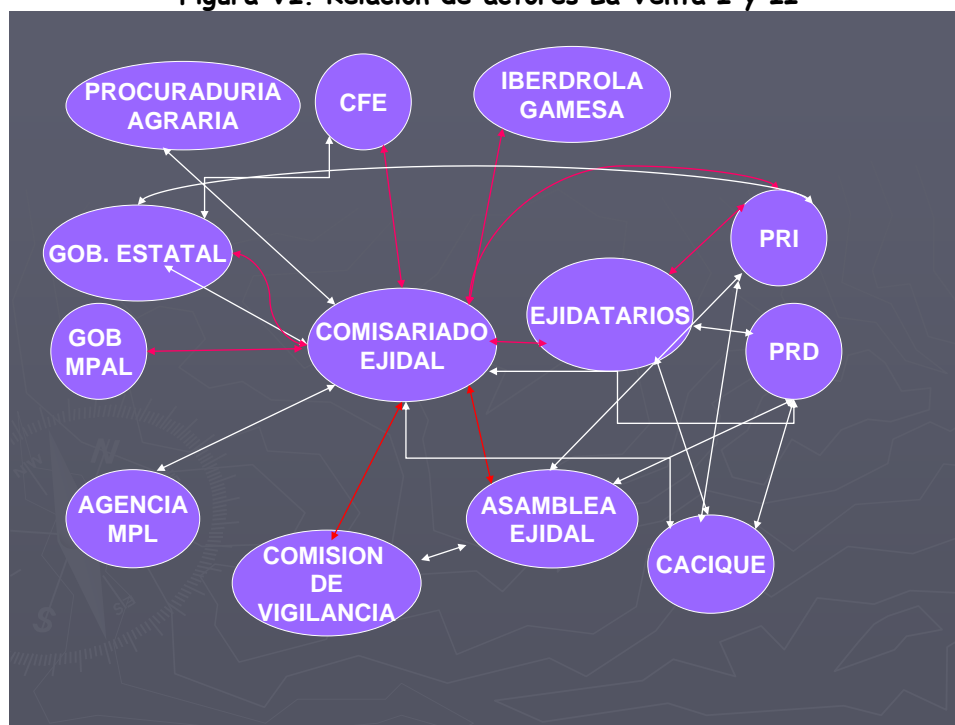 Figura VI. Relación de actores La Venta I y II
PROCURADURIA
AGRARIA
CFE
IBERDROLA
GAMESA
PRI
GOB. ESTATAL
EJIDATARIOS
COMISARIADO
EJIDAL
GOB
MPAL
PRD
AGENCIA
MPL
ASAMBLEA
EJIDAL
COMISION
DE
VIGILANCIA
CACIQUE
N
S